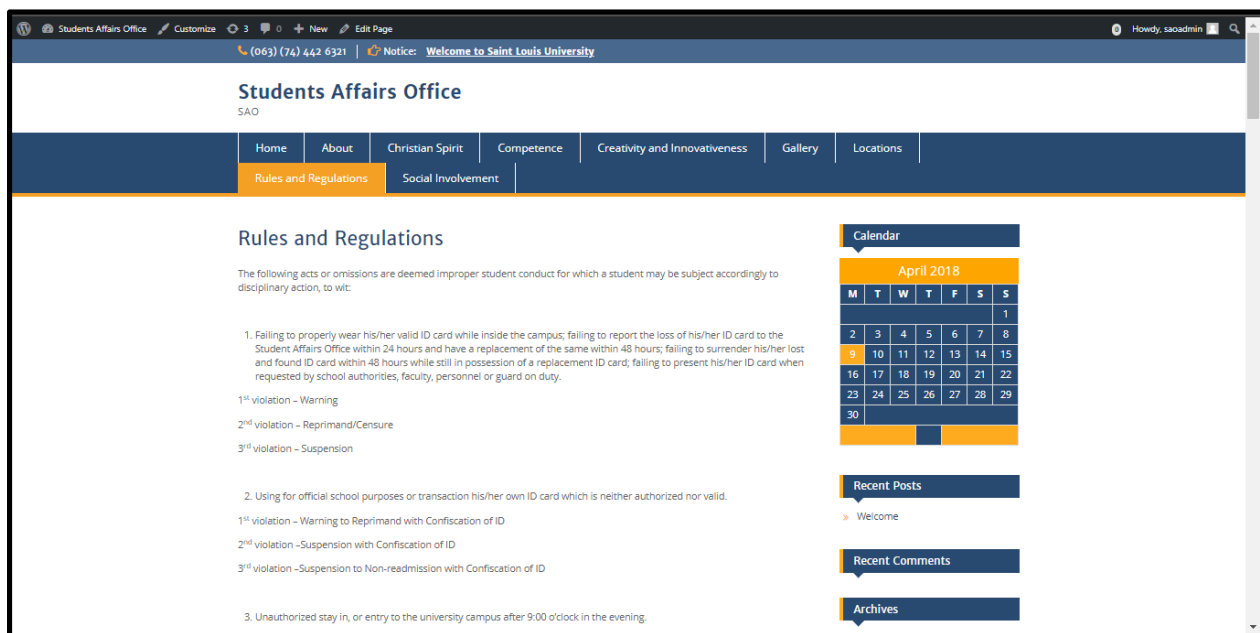 Students Affairs Office Customize 3 0 New Edit Page 0 Howdy, saoadmin
(063) (74) 442 6321 Notice: Welcome to Saint Louis University
Students Affairs Office
SAO
Home About Christian Spirit Competence Creativity and Innovativeness Gallery Locations
Rules and Regulations Social Involvement
Rules and Regulations
The following acts or omissions are deemed improper student conduct for which a student may be subject accordingly to
disciplinary action, to wit:
1. Failing to properly wear his/her valid ID card while inside the campus; failing to report the loss of his/her ID card to the
Student Affairs Office within 24 hours and have a replacement of the same within 48 hours; failing to surrender his/her lost
and found ID card within 48 hours while still in possession of a replacement ID card; failing to present his/her ID card when
requested by school authorities, faculty, personnel or guard on duty.
1st violation – Warning
2nd violation – Reprimand/Censure
3rd violation – Suspension
2. Using for official school purposes or transaction his/her own ID card which is neither authorized nor valid.
1st violation – Warning to Reprimand with Confiscation of ID
2nd violation –Suspension with Confiscation of ID
3rd violation –Suspension to Non-readmission with Confiscation of ID
3. Unauthorized stay in, or entry to the university campus after 9:00 o'clock in the evening.
Calendar
April 2018
M T W T F S S
1
2 3 4 5 6 7 8
9 10 11 12 13 14 15
16 17 18 19 20 21 22
23 24 25 26 27 28 29
30
Recent Posts
» Welcome
Recent Comments
Archives